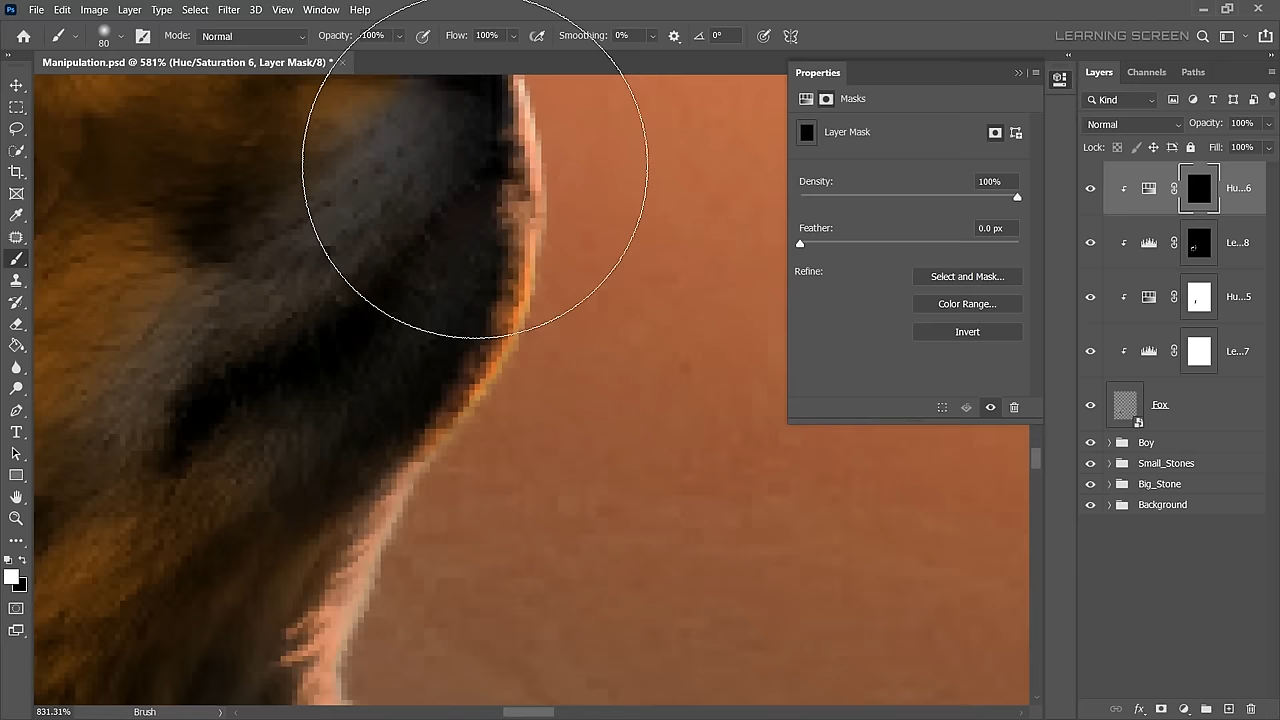 Ps File Edit Image Layer Type Select Filter 3D View Window Help
80 Mode: Normal Opacity: 100% Flow: 100% Smoothing: 0% 0° LEARNING SCREEN
Manipulation.psd @ 581% (Hue/Saturation 6, Layer Mask/8) *
Properties
Masks
Layer Mask
Density: 100%
Feather: 0.0 px
Refine: Select and Mask...
Color Range...
Invert
Layers Channels Paths
Kind
Normal Opacity: 100%
Lock: Fill: 100%
Hu...6
Le...8
Hu...5
Le...7
Fox
Boy
Small_Stones
Big_Stone
Background
831.31% Brush